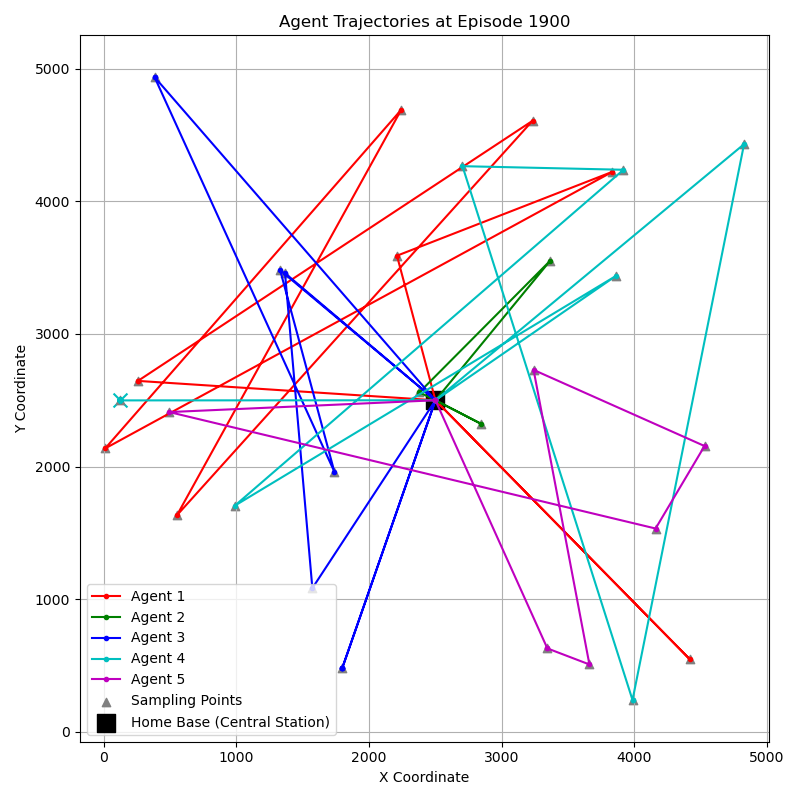 Agent Trajectories at Episode 1900
Y Coordinate
5000
4000
3000
2000
1000
0
Agent 1
Agent 2
Agent 3
Agent 4
Agent 5
Sampling Points
Home Base (Central Station)
0 1000 2000 3000 4000 5000
X Coordinate